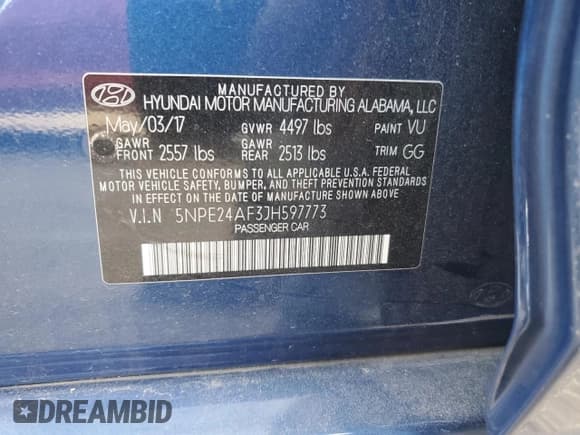 MANUFACTURED BY
HYUNDAI MOTOR MANUFACTURING ALABAMA, LLC
May/03/17 GVWR 4497 lbs PAINT VU
GAWR FRONT 2557 lbs GAWR REAR 2513 lbs TRIM GG
THIS VEHICLE CONFORMS TO ALL APPLICABLE U.S.A. FEDERAL
MOTOR VEHICLE SAFETY, BUMPER, AND THEFT PREVENTION STANDARDS IN
EFFECT ON THE DATE OF MANUFACTURE SHOWN ABOVE.
V.I.N 5NPE24AF3JH597773
PASSENGER CAR
DREAMBID